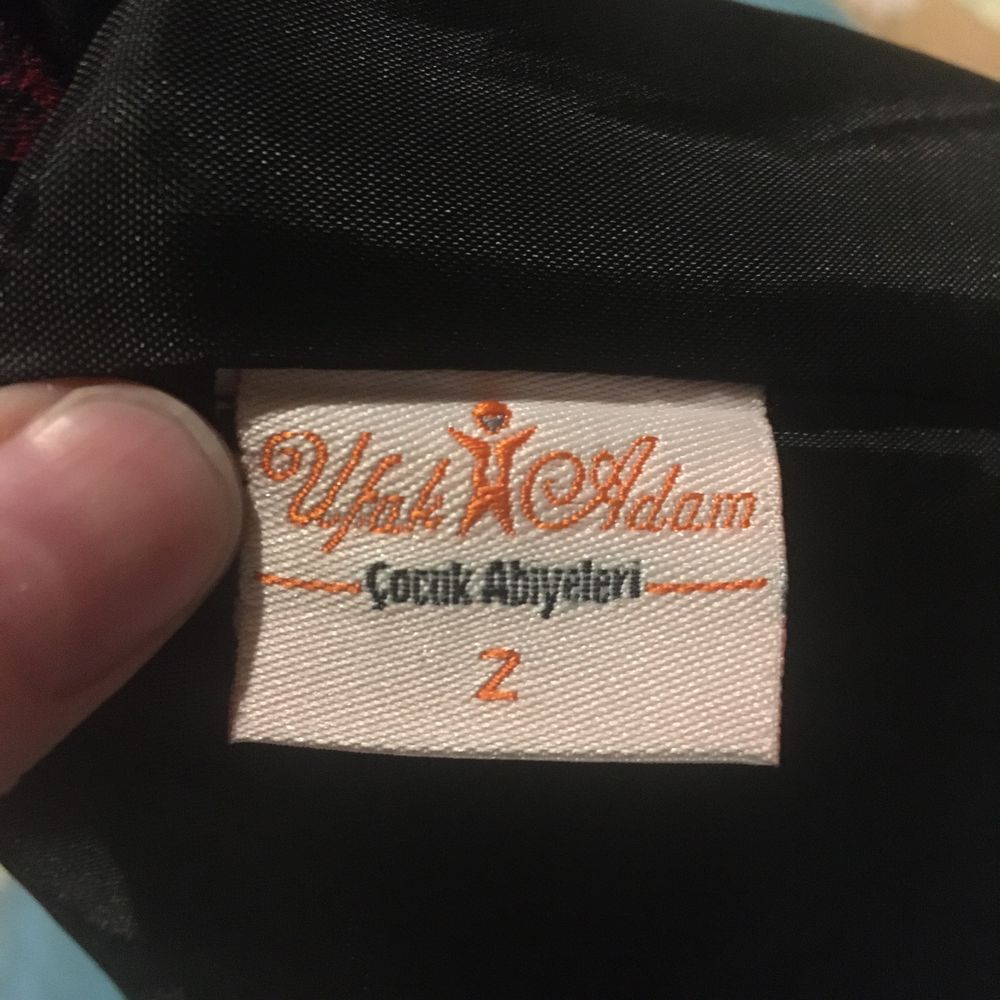 Ufak Adam
Çocuk Abiyeleri
2